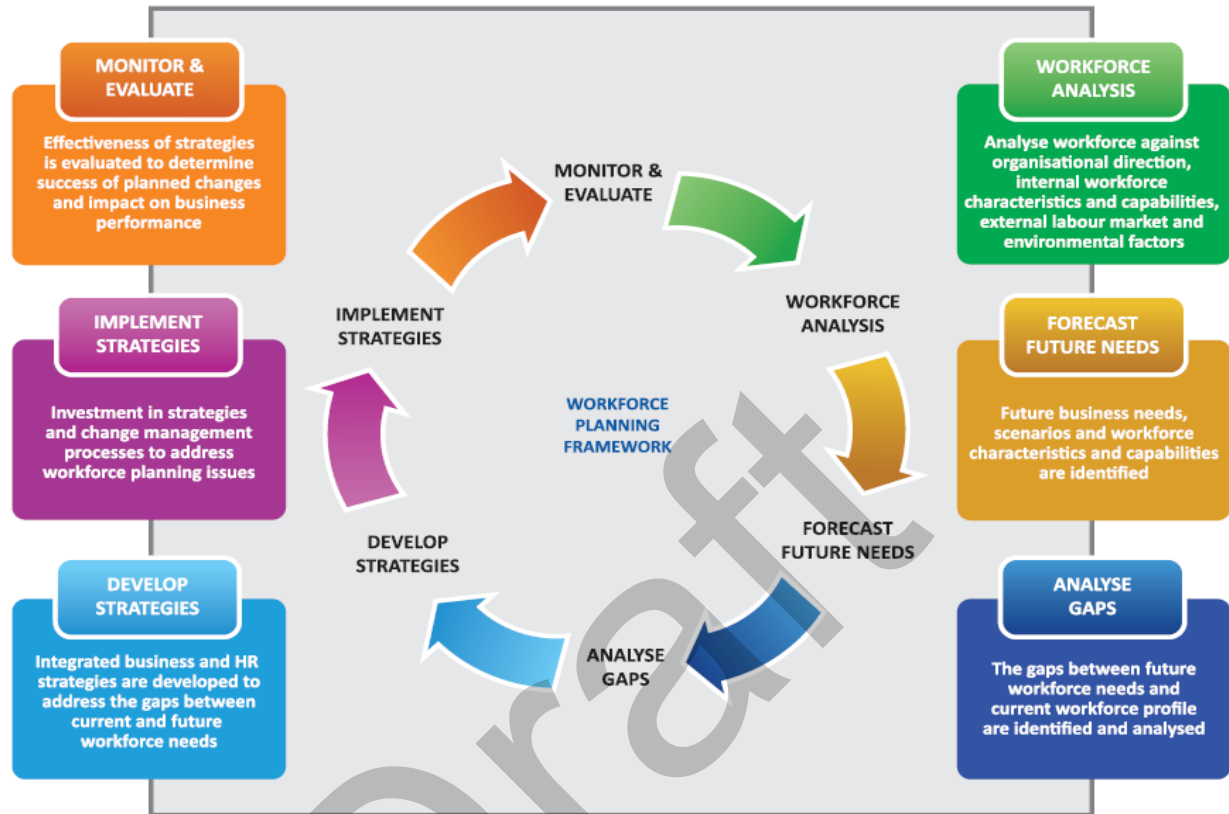 MONITOR &
EVALUATE
Effectiveness of strategies
is evaluated to determine
success of planned changes
and impact on business
performance
IMPLEMENT
STRATEGIES
Investment in strategies
and change management
processes to address
workforce planning issues
DEVELOP
STRATEGIES
Integrated business and HR
strategies are developed to
address the gaps between
current and future
workforce needs
MONITOR &
EVALUATE
WORKFORCE
ANALYSIS
FORECAST
FUTURE NEEDS
ANALYSE
GAPS
DEVELOP
STRATEGIES
IMPLEMENT
STRATEGIES
WORKFORCE
PLANNING
FRAMEWORK
WORKFORCE
ANALYSIS
Analyse workforce against
organisational direction,
internal workforce
characteristics and capabilities,
external labour market and
environmental factors
FORECAST
FUTURE NEEDS
Future business needs,
scenarios and workforce
characteristics and capabilities
are identified
ANALYSE
GAPS
The gaps between future
workforce needs and
current workforce profile
are identified and analysed
Draft